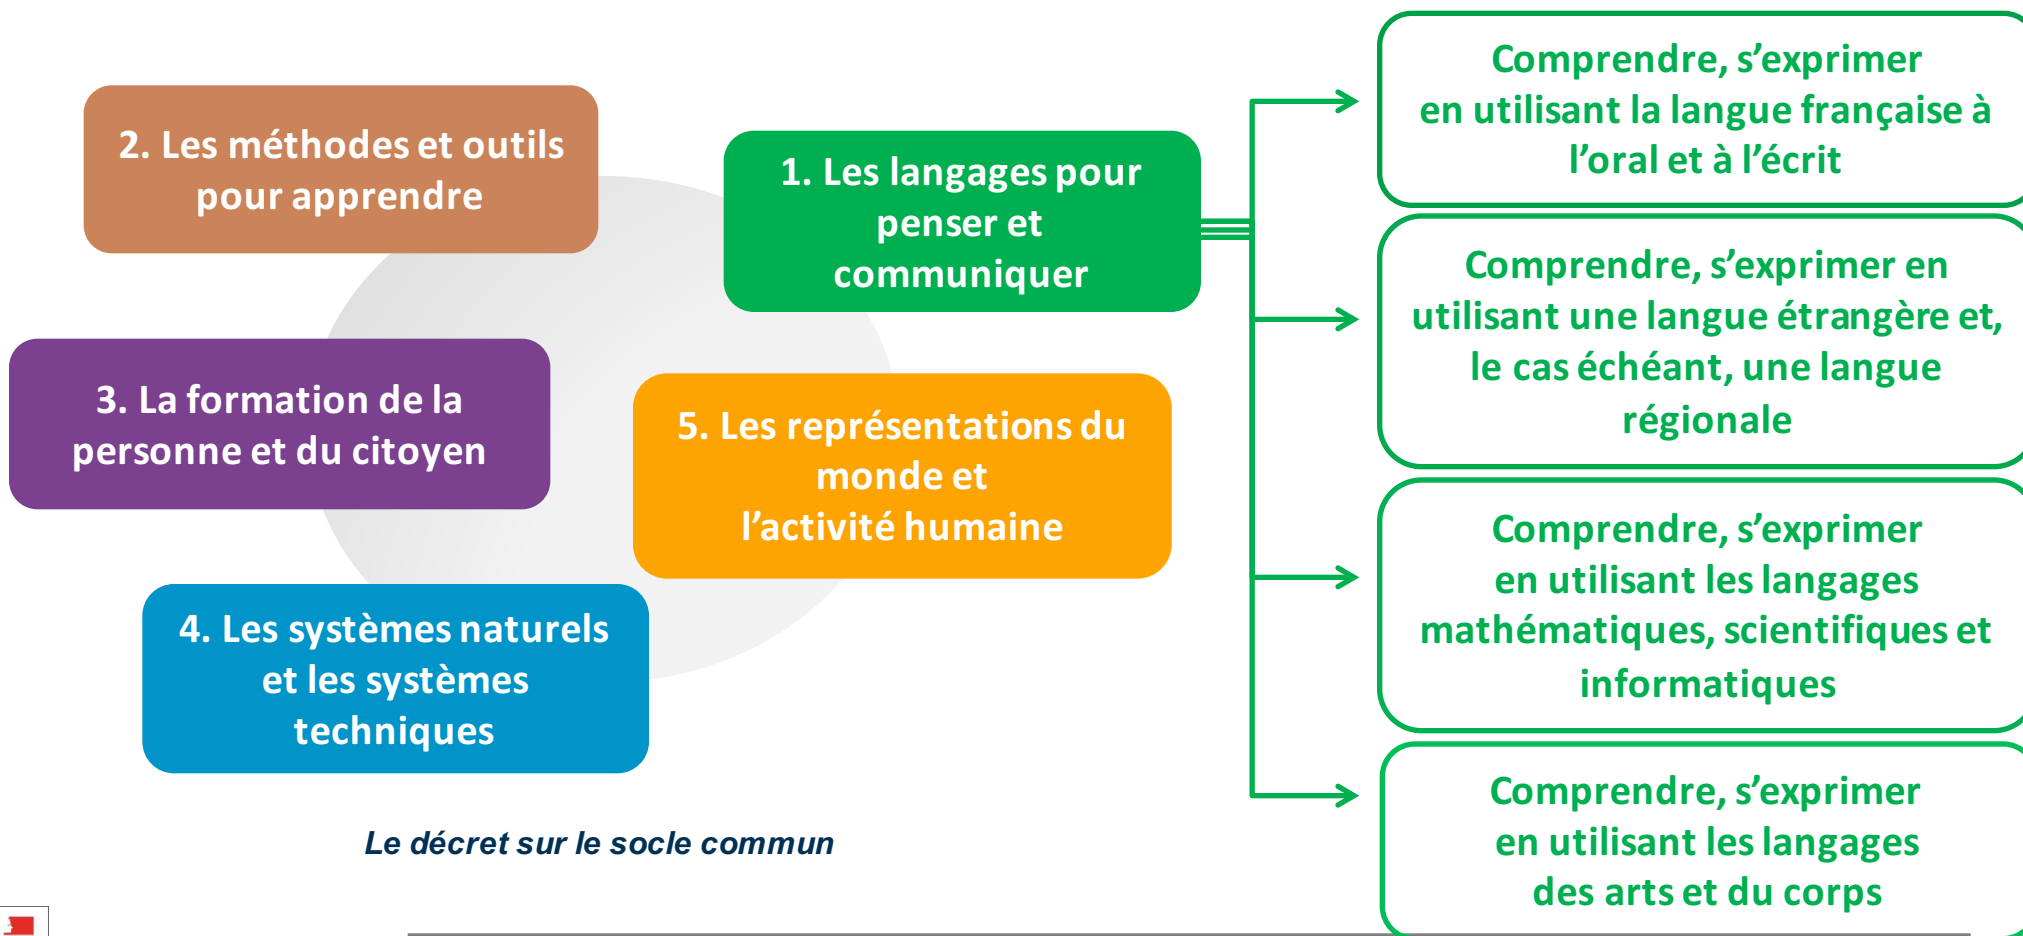 2. Les méthodes et outils
pour apprendre
1. Les langages pour
penser et
communiquer
3. La formation de la
personne et du citoyen
5. Les représentations du
monde et
l’activité humaine
4. Les systèmes naturels
et les systèmes
techniques
Le décret sur le socle commun
Comprendre, s’exprimer
en utilisant la langue française à
l’oral et à l’écrit
Comprendre, s’exprimer en
utilisant une langue étrangère et,
le cas échéant, une langue
régionale
Comprendre, s’exprimer
en utilisant les langages
mathématiques, scientifiques et
informatiques
Comprendre, s’exprimer
en utilisant les langages
des arts et du corps